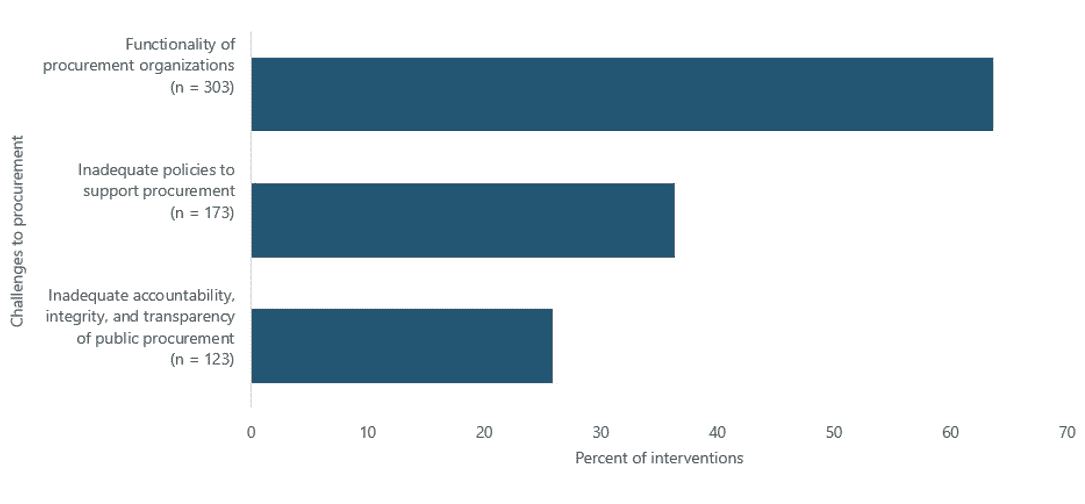 Challenges to procurement
Functionality of
procurement organizations
(n = 303)
Inadequate policies to
support procurement
(n = 173)
Inadequate accountability,
integrity, and transparency
of public procurement
(n = 123)
0 10 20 30 40 50 60 70
Percent of interventions